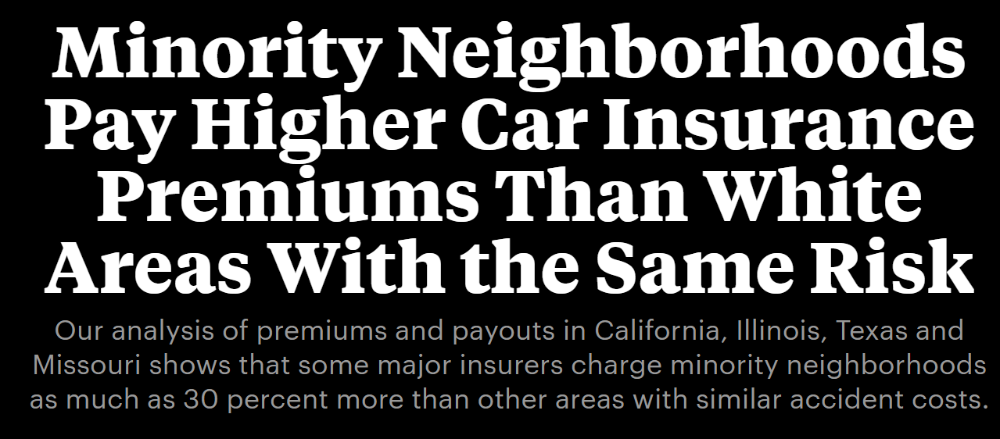 Minority Neighborhoods
Pay Higher Car Insurance
Premiums Than White
Areas With the Same Risk
Our analysis of premiums and payouts in California, Illinois, Texas and
Missouri shows that some major insurers charge minority neighborhoods
as much as 30 percent more than other areas with similar accident costs.